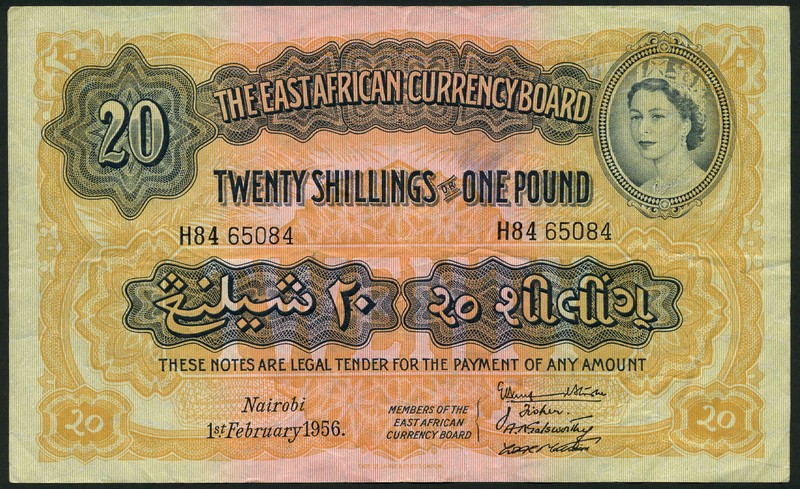 THE EAST AFRICAN CURRENCY BOARD
20
TWENTY SHILLINGS OR ONE POUND
H84 65084
H84 65084
٢٠ شيلنغ
૨૦ શીલીંગ
THESE NOTES ARE LEGAL TENDER FOR THE PAYMENT OF ANY AMOUNT
Nairobi
1st. February 1956.
MEMBERS OF THE
EAST AFRICAN
CURRENCY BOARD
J Fisher.
A N Galsworthy
20
20